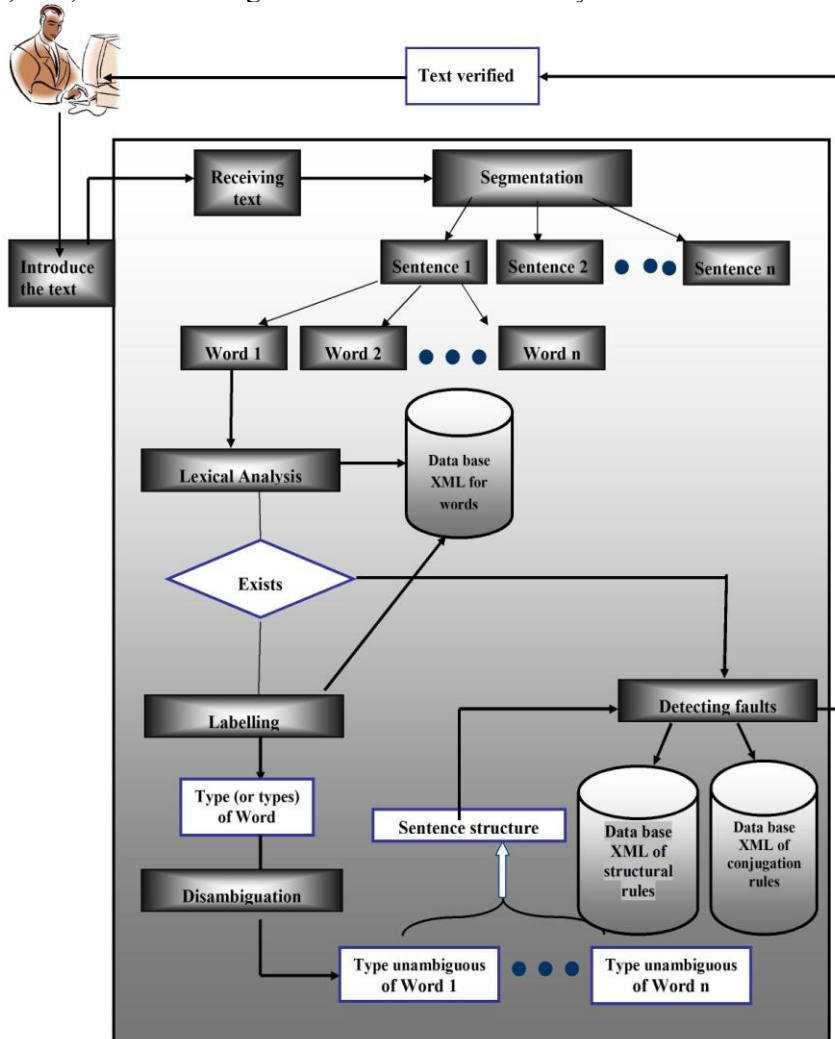 Text verified
Receiving
text
Segmentation
Introduce
the text
Sentence 1
Sentence 2
Sentence n
Word 1
Word 2
Word n
Lexical Analysis
Data base
XML for
words
Exists
Labelling
Detecting faults
Type (or types)
of Word
Sentence structure
Data base
XML of
structural
rules
Data base
XML of
conjugation
rules
Disambiguation
Type unambiguous
of Word 1
Type unambiguous
of Word n